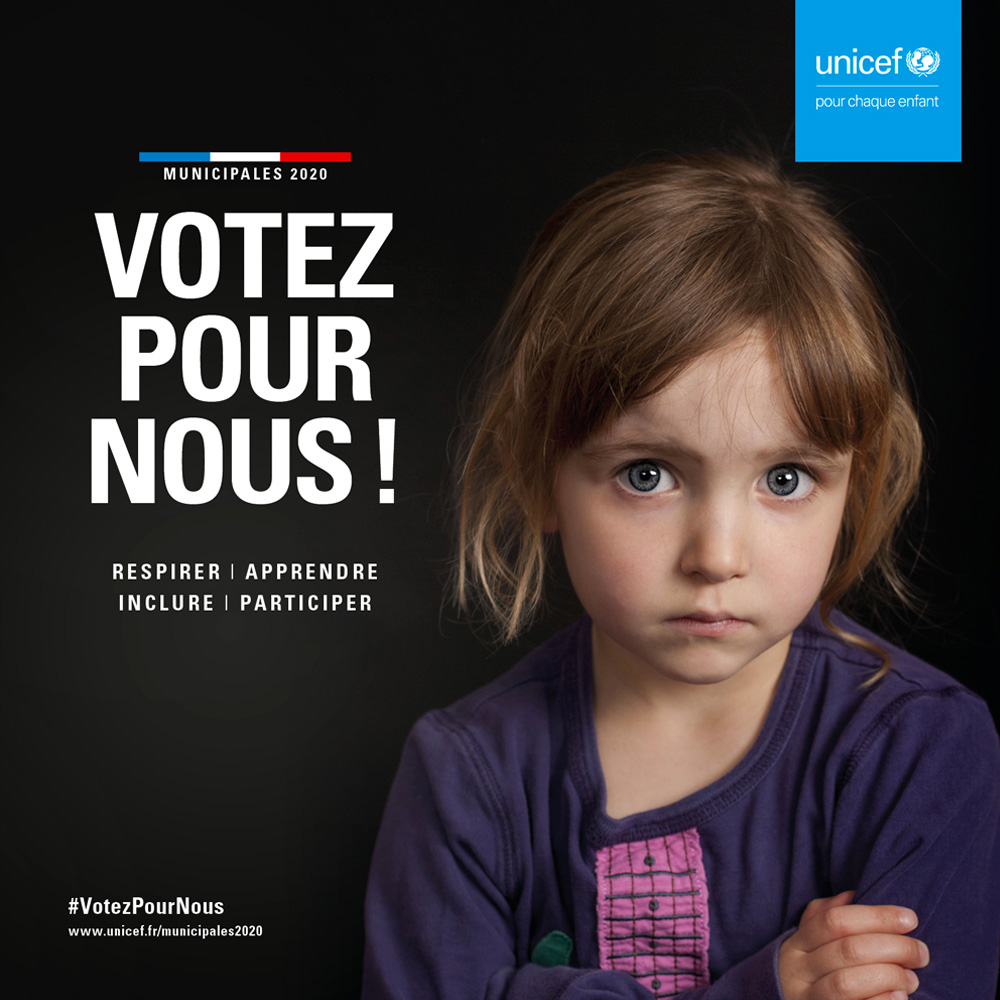 unicef
pour chaque enfant
MUNICIPALES 2020
VOTEZ
POUR
NOUS !
RESPIRER | APPRENDRE
INCLURE | PARTICIPER
#VotezPourNous
www.unicef.fr/municipales2020